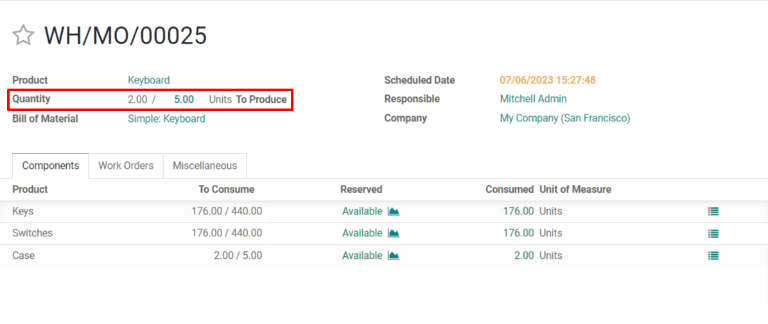 WH/MO/00025
Product Keyboard Scheduled Date 07/06/2023 15:27:48
Quantity 2.00 / 5.00 Units To Produce Responsible Mitchell Admin
Bill of Material Simple: Keyboard Company My Company (San Francisco)
Components Work Orders Miscellaneous
Product To Consume Reserved Consumed Unit of Measure
Keys 176.00 / 440.00 Available 176.00 Units
Switches 176.00 / 440.00 Available 176.00 Units
Case 2.00 / 5.00 Available 2.00 Units